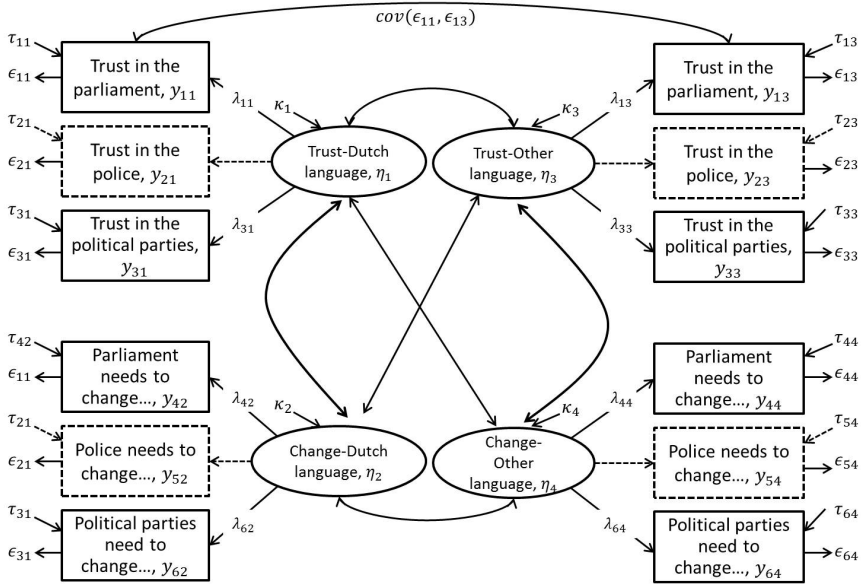 cov(ϵ₁₁, ϵ₁₃)
τ₁₁
ϵ₁₁
Trust in the
parliament, y₁₁
λ₁₁
κ₁
κ₃
λ₁₃
Trust in the
parliament, y₁₃
τ₁₃
ϵ₁₃
τ₂₁
ϵ₂₁
Trust in the
police, y₂₁
Trust-Dutch
language, η₁
Trust-Other
language, η₃
Trust in the
police, y₂₃
τ₂₃
ϵ₂₃
τ₃₁
ϵ₃₁
Trust in the
political parties,
y₃₁
λ₃₁
λ₃₃
Trust in the
political parties,
y₃₃
τ₃₃
ϵ₃₃
τ₄₂
ϵ₁₁
Parliament
needs to
change..., y₄₂
λ₄₂
κ₂
κ₄
λ₄₄
Parliament
needs to
change..., y₄₄
τ₄₄
ϵ₄₄
τ₂₁
ϵ₂₁
Police needs to
change..., y₅₂
Change-Dutch
language, η₂
Change-
Other
language, η₄
Police needs to
change..., y₅₄
τ₅₄
ϵ₅₄
τ₃₁
ϵ₃₁
Political parties
need to
change..., y₆₂
λ₆₂
λ₆₄
Political parties
need to
change..., y₆₄
τ₆₄
ϵ₆₄